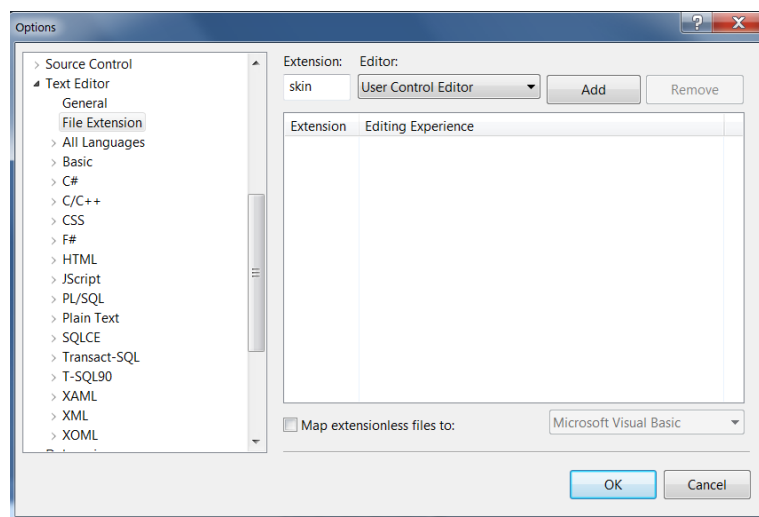 Options
Source Control
Text Editor
General
File Extension
All Languages
Basic
C#
C/C++
CSS
F#
HTML
JScript
PL/SQL
Plain Text
SQLCE
Transact-SQL
T-SQL90
XAML
XML
XOML
Extension: Editor:
skin User Control Editor Add Remove
Extension Editing Experience
Map extensionless files to: Microsoft Visual Basic
OK Cancel